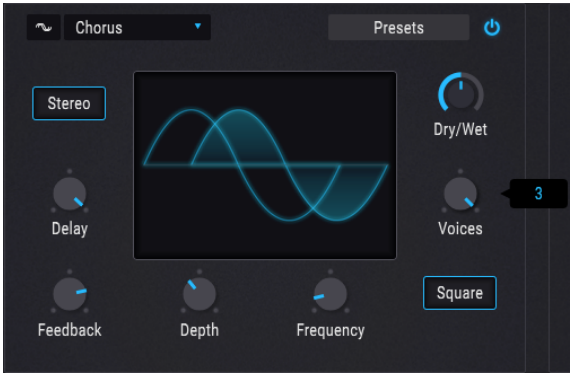 Chorus
Presets
Stereo
Dry/Wet
Delay
Voices
3
Feedback
Depth
Frequency
Square